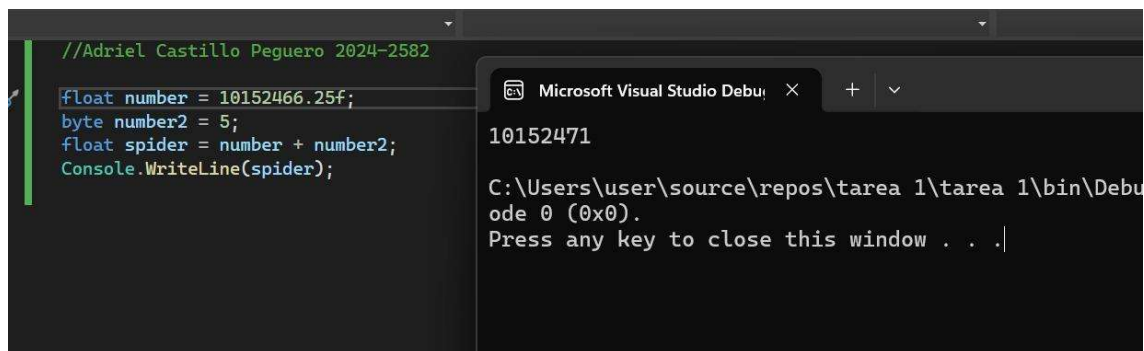 //Adriel Castillo Peguero 2024-2582
float number = 10152466.25f;
byte number2 = 5;
float spider = number + number2;
Console.WriteLine(spider);
Microsoft Visual Studio Debu
10152471
C:\Users\user\source\repos\tarea 1\tarea 1\bin\Debu
ode 0 (0x0).
Press any key to close this window . . .